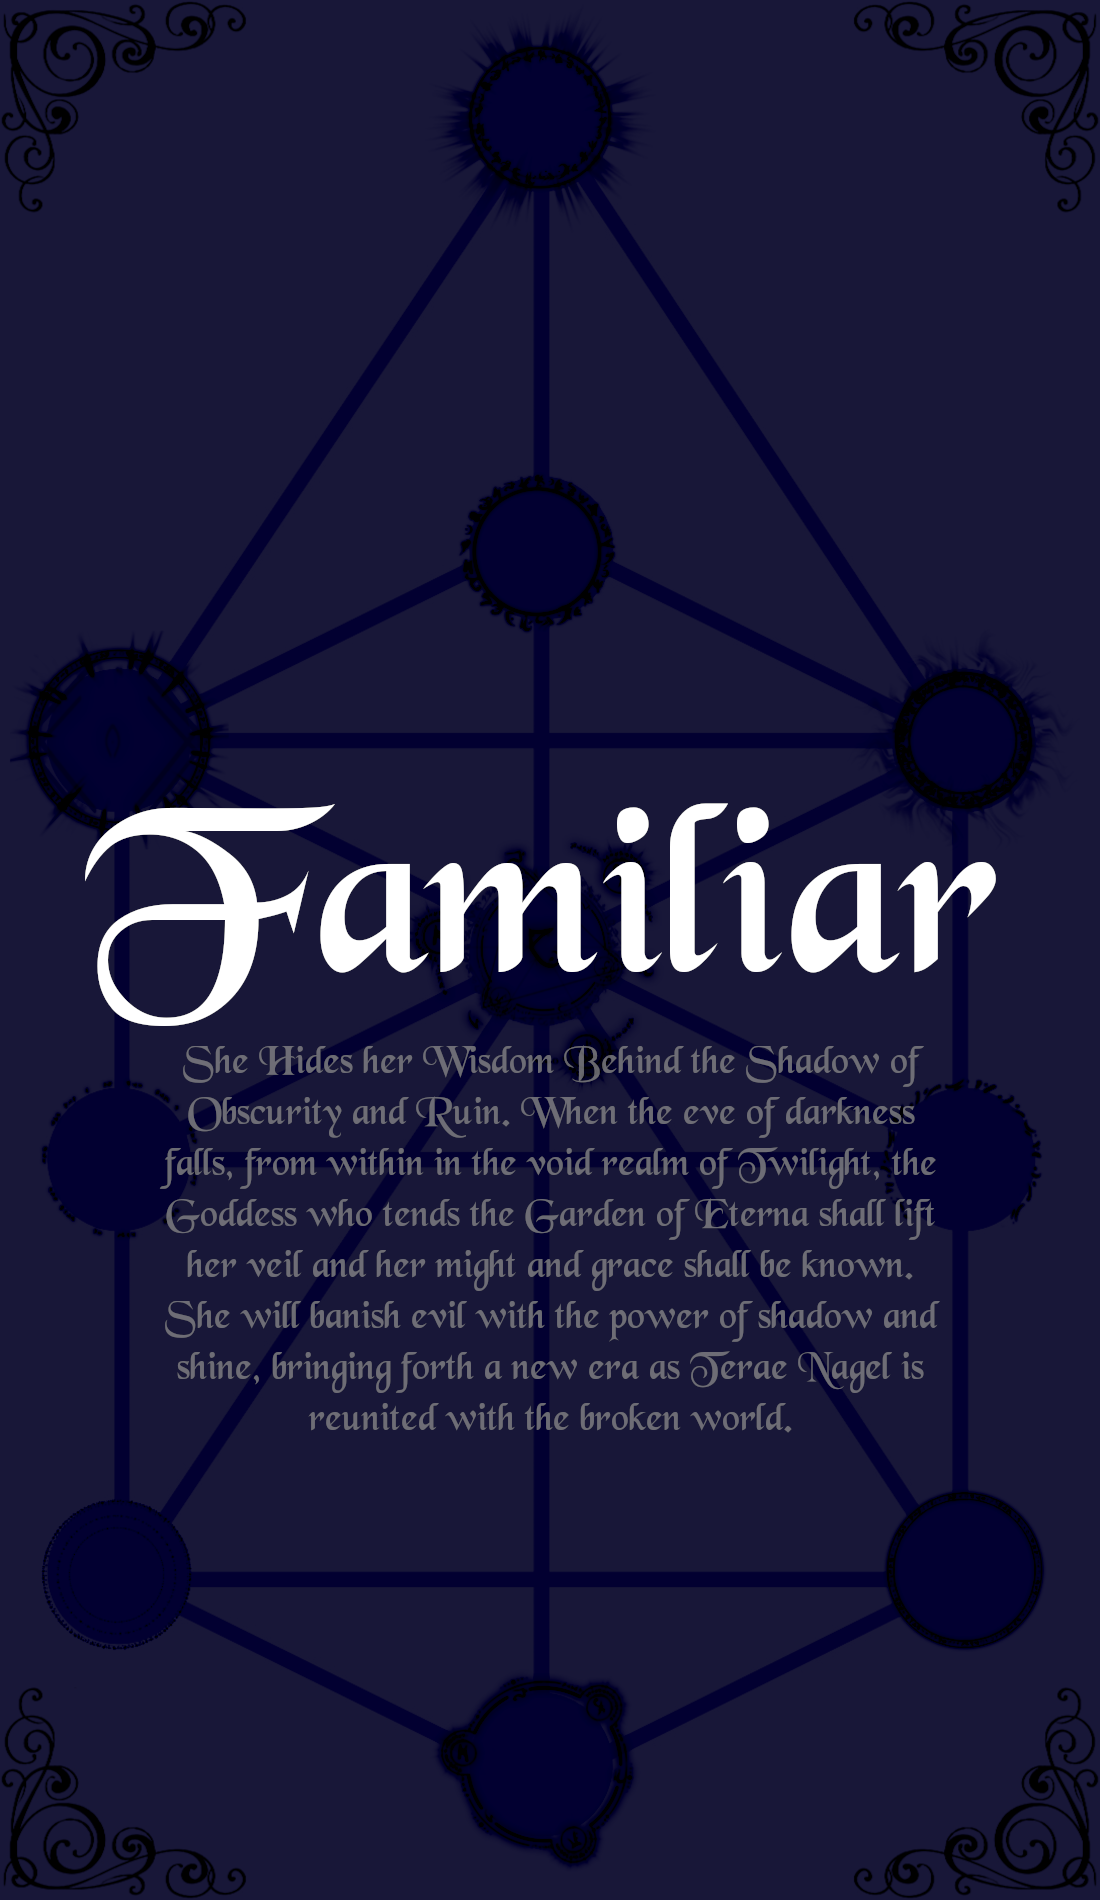 Familiar
She Hides her Wisdom Behind the Shadow of
Obscurity and Ruin. When the eve of darkness
falls, from within in the void realm of Twilight, the
Goddess who tends the Garden of Eterna shall lift
her veil and her might and grace shall be known.
She will banish evil with the power of shadow and
shine, bringing forth a new era as Terae Nagel is
reunited with the broken world.